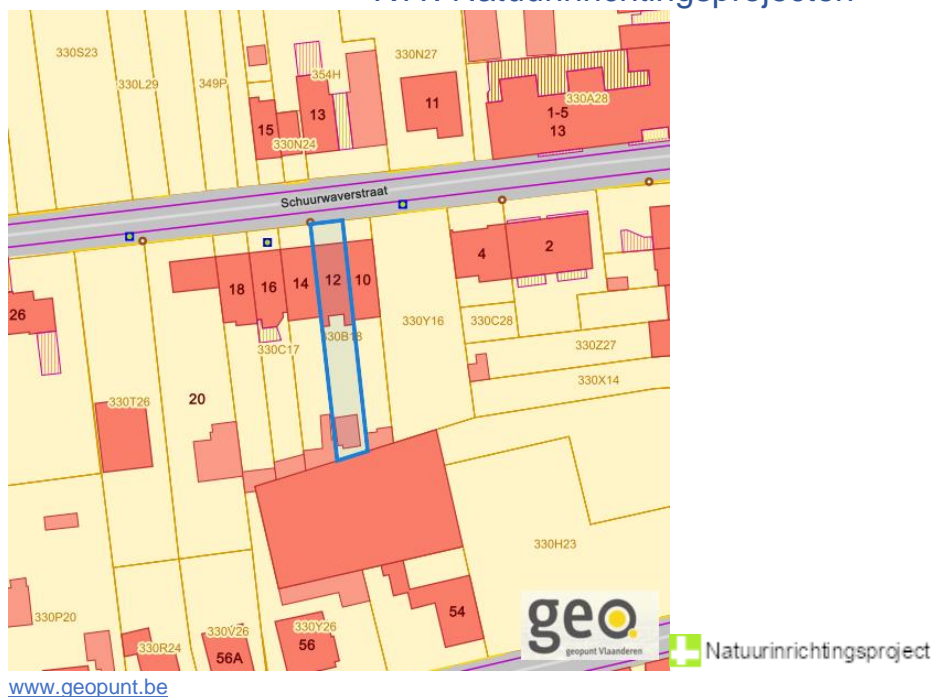 Natuurinrichtingsprojecten
330S23
330L29
349P
354H
330N27
330A28
1-5
13
11
13
15
330N24
Schuurwaverstraat
4
2
18
16
14
12
10
26
330C17
330B18
330Y16
330C28
330Z27
330X14
330T26
20
330H23
330P20
330R24
330V26
330Y26
56A
56
54
geo.
geopunt Vlaanderen
Natuurinrichtingsproject
www.geopunt.be